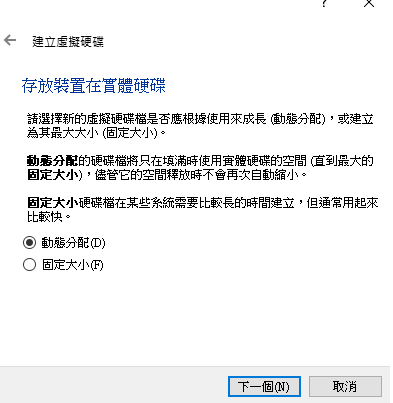 建立虛擬硬碟
存放裝置在實體硬碟
請選擇新的虛擬硬碟檔是否應根據使用來成長 (動態分配)，或建立
為其最大大小 (固定大小)。
動態分配的硬碟檔將只在填滿時使用實體硬碟的空間 (直到最大的
固定大小)，儘管它的空間釋放時不會再次自動縮小。
固定大小硬碟檔在某些系統需要比較長的時間建立，但通常用起來
比較快。
動態分配(D)
固定大小(F)
下一個(N)
取消